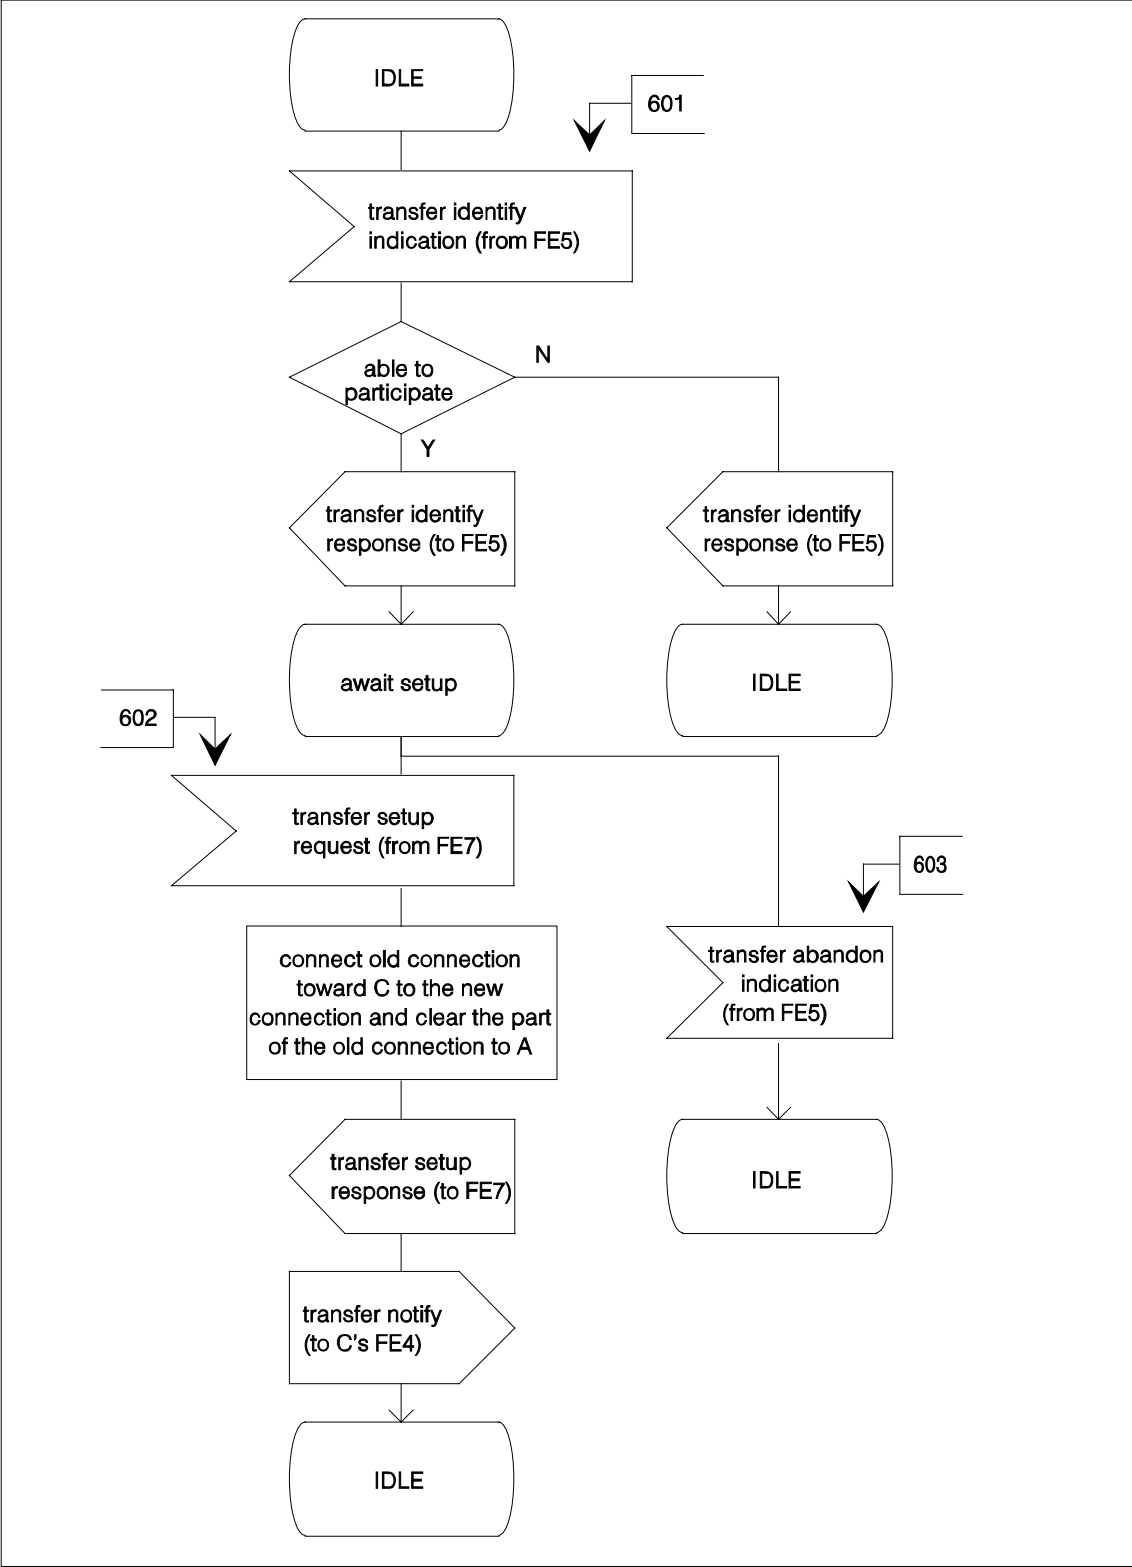 IDLE
601
transfer identify
indication (from FE5)
able to
participate
N
Y
transfer identify
response (to FE5)
transfer identify
response (to FE5)
await setup
IDLE
602
transfer setup
request (from FE7)
603
connect old connection
toward C to the new
connection and clear the part
of the old connection to A
transfer abandon
indication
(from FE5)
transfer setup
response (to FE7)
IDLE
transfer notify
(to C's FE4)
IDLE